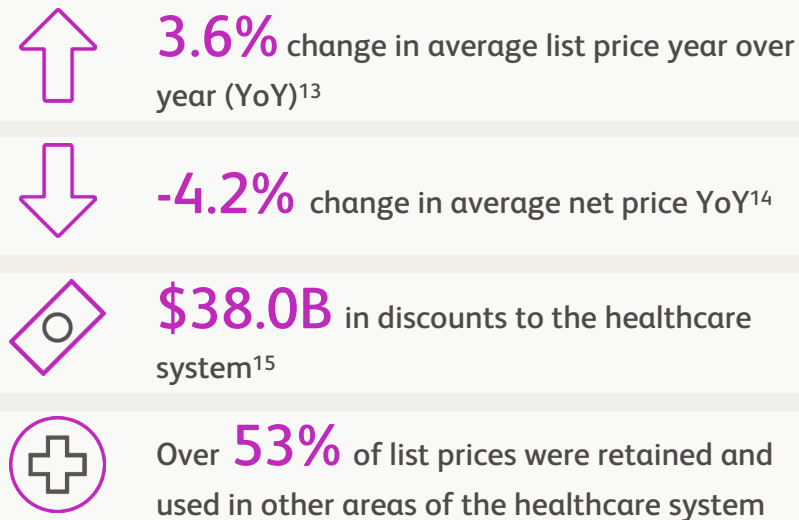 3.6% change in average list price year over
year (YoY)13
-4.2% change in average net price YoY14
$38.0B in discounts to the healthcare
system15
Over 53% of list prices were retained and
used in other areas of the healthcare system